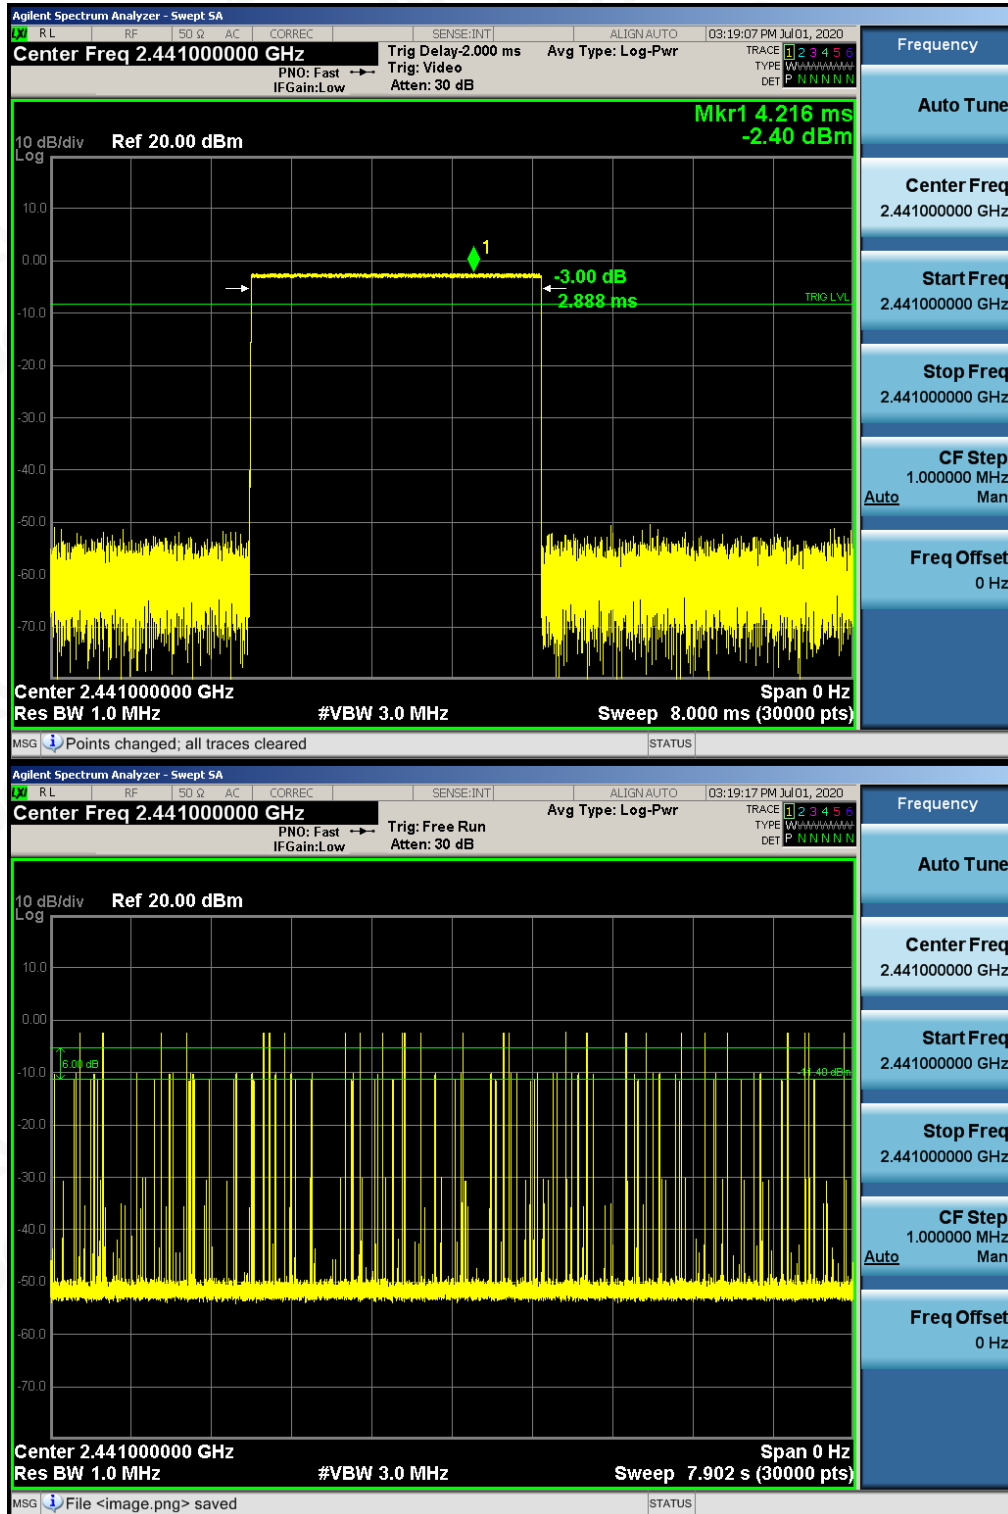 Agilent Spectrum Analyzer - Swept SA
LXI RL RF 50 Ω AC CORREC SENSE:INT ALIGN AUTO 03:19:07 PM Jul 01, 2020
Center Freq 2.441000000 GHz
PNO: Fast
IFGain:Low
Trig Delay-2.000 ms
Trig: Video
Atten: 30 dB
Avg Type: Log-Pwr
TRACE 1 2 3 4 5 6
TYPE WWWWWW
DET P N N N N N
Mkr1 4.216 ms
-2.40 dBm
10 dB/div Ref 20.00 dBm
Log
10.0
0.00
-10.0
-20.0
-30.0
-40.0
-50.0
-60.0
-70.0
1
-3.00 dB
2.888 ms
TRIG LVL
Center 2.441000000 GHz Span 0 Hz
Res BW 1.0 MHz #VBW 3.0 MHz Sweep 8.000 ms (30000 pts)
MSG Points changed; all traces cleared STATUS
Frequency
Auto Tune
Center Freq
2.441000000 GHz
Start Freq
2.441000000 GHz
Stop Freq
2.441000000 GHz
CF Step
1.000000 MHz
Auto Man
Freq Offset
0 Hz
Agilent Spectrum Analyzer - Swept SA
LXI RL RF 50 Ω AC CORREC SENSE:INT ALIGN AUTO 03:19:17 PM Jul 01, 2020
Center Freq 2.441000000 GHz
PNO: Fast
IFGain:Low
Trig: Free Run
Atten: 30 dB
Avg Type: Log-Pwr
TRACE 1 2 3 4 5 6
TYPE WWWWWW
DET P N N N N N
10 dB/div Ref 20.00 dBm
Log
10.0
0.00
-10.0
-20.0
-30.0
-40.0
-50.0
-60.0
-70.0
6.00 dB
-11.40 dBm
Center 2.441000000 GHz Span 0 Hz
Res BW 1.0 MHz #VBW 3.0 MHz Sweep 7.902 s (30000 pts)
MSG File <image.png> saved STATUS
Frequency
Auto Tune
Center Freq
2.441000000 GHz
Start Freq
2.441000000 GHz
Stop Freq
2.441000000 GHz
CF Step
1.000000 MHz
Auto Man
Freq Offset
0 Hz